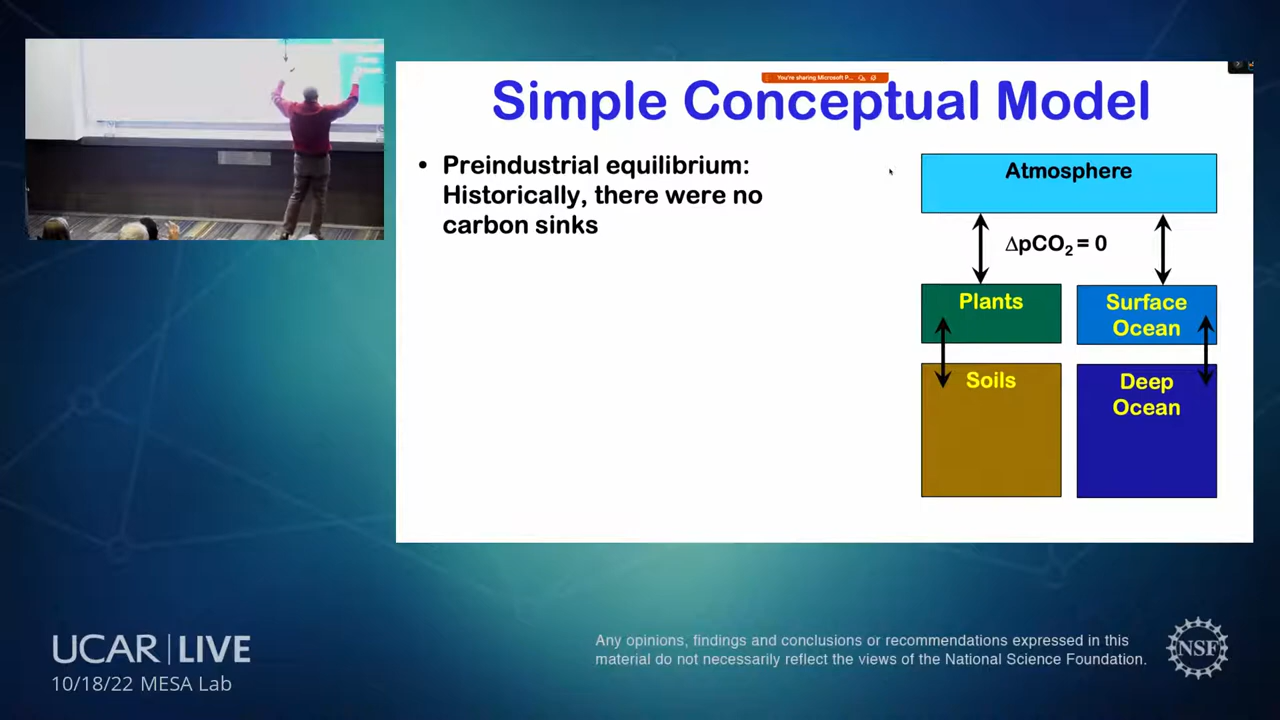 You're sharing Microsoft P...
Simple Conceptual Model
• Preindustrial equilibrium:
Historically, there were no
carbon sinks
Atmosphere
∆pCO₂ = 0
Plants
Surface
Ocean
Soils
Deep
Ocean
UCAR | LIVE
10/18/22 MESA Lab
Any opinions, findings and conclusions or recommendations expressed in this
material do not necessarily reflect the views of the National Science Foundation.
NSF